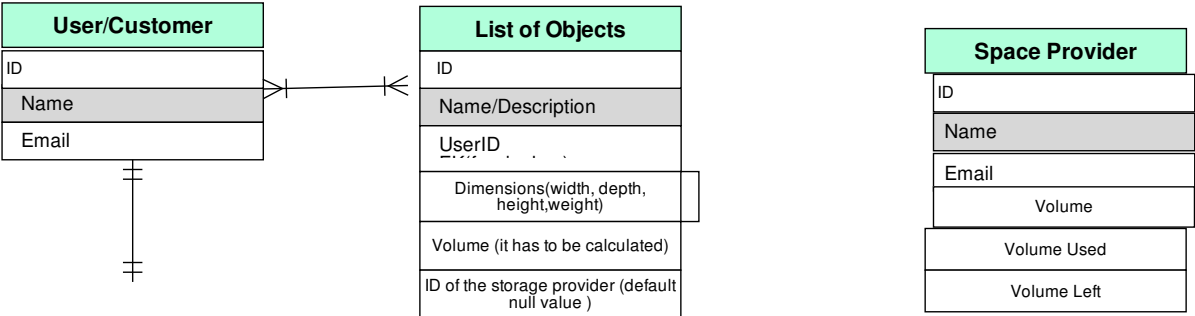 User/Customer
ID
Name
Email
List of Objects
ID
Name/Description
UserID
Dimensions(width, depth,
height,weight)
Volume (it has to be calculated)
ID of the storage provider (default
null value )
Space Provider
ID
Name
Email
Volume
Volume Used
Volume Left